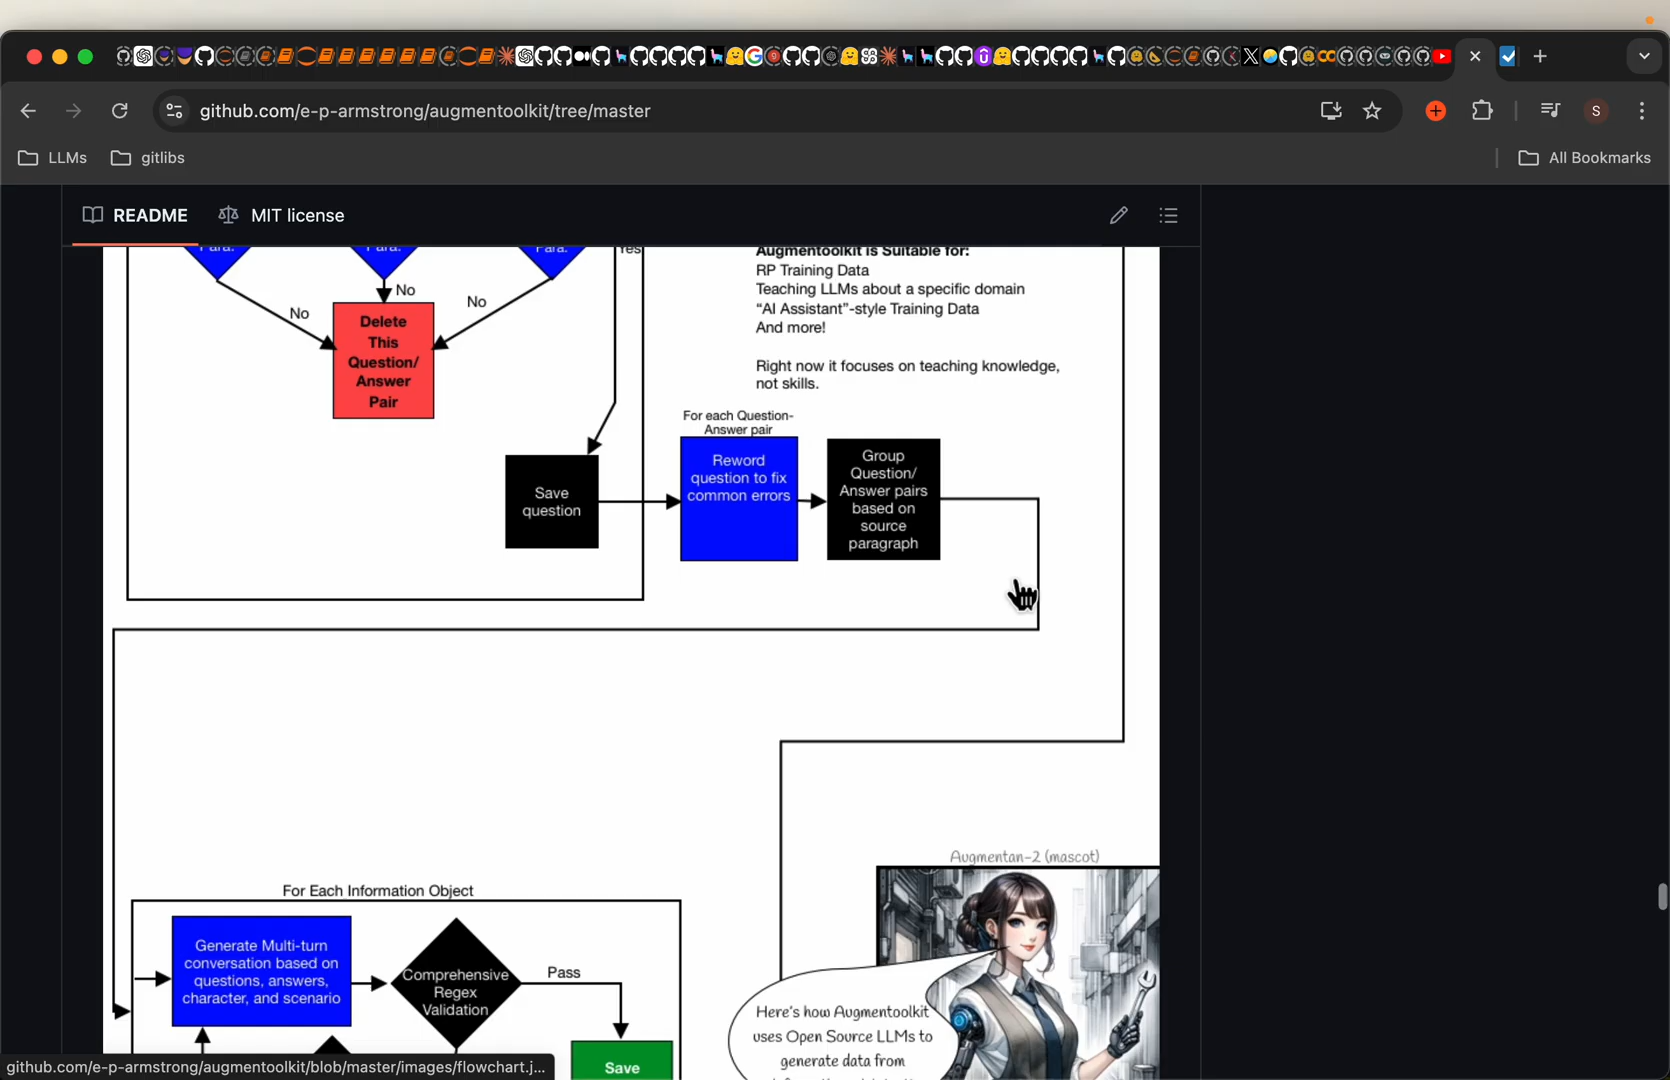 github.com/e-p-armstrong/augmentoolkit/tree/master
S
LLMs
gitlibs
All Bookmarks
README
MIT license
Para.
Para.
Para.
Yes
No
No
No
Delete
This
Question/
Answer
Pair
Augmentoolkit is Suitable for:
RP Training Data
Teaching LLMs about a specific domain
“AI Assistant”-style Training Data
And more!
Right now it focuses on teaching knowledge,
not skills.
For each Question-
Answer pair
Save
question
Reword
question to fix
common errors
Group
Question/
Answer pairs
based on
source
paragraph
Augmentan-2 (mascot)
For Each Information Object
Generate Multi-turn
conversation based on
questions, answers,
character, and scenario
Comprehensive
Regex
Validation
Pass
Save
Here's how Augmentoolkit
uses Open Source LLMs to
generate data from
github.com/e-p-armstrong/augmentoolkit/blob/master/images/flowchart.j...